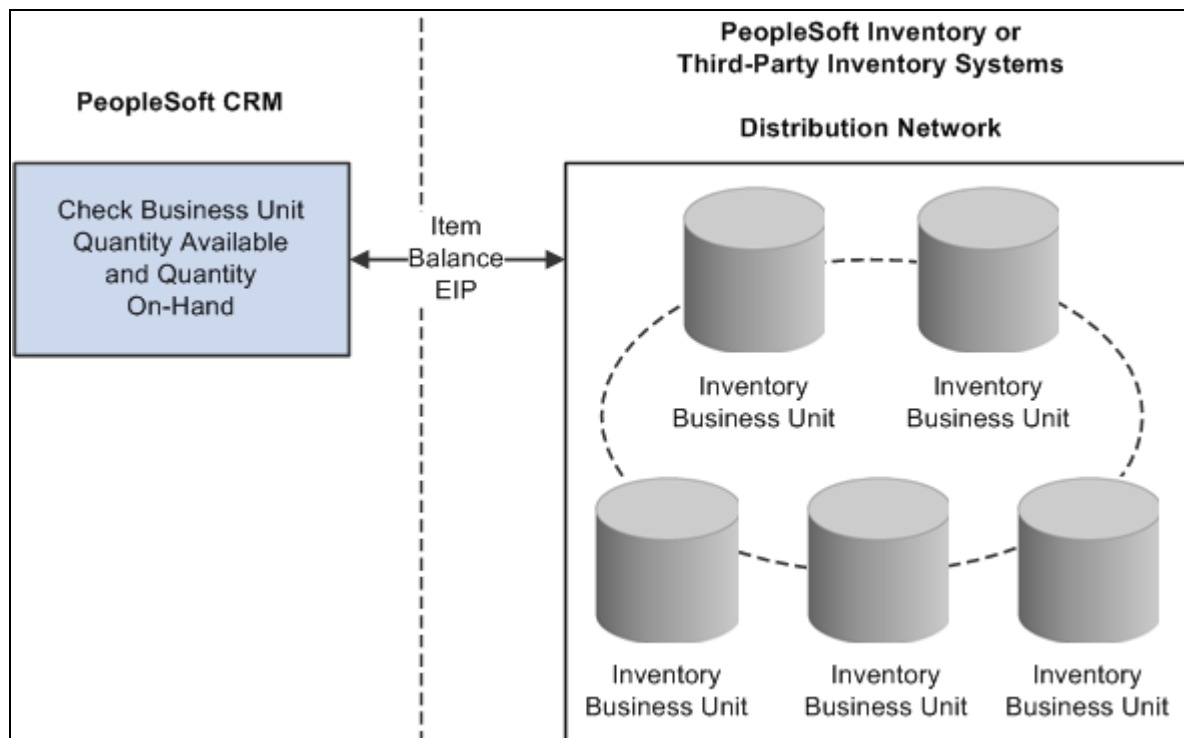 PeopleSoft CRM
Check Business Unit
Quantity Available
and Quantity
On-Hand
Item
Balance
EIP
PeopleSoft Inventory or
Third-Party Inventory Systems
Distribution Network
Inventory
Business Unit
Inventory
Business Unit
Inventory
Business Unit
Inventory
Business Unit
Inventory
Business Unit